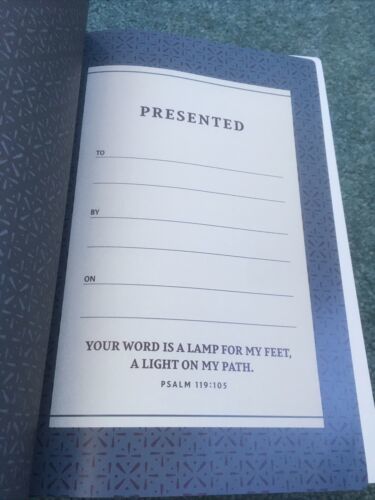 PRESENTED
TO
BY
ON
YOUR WORD IS A LAMP FOR MY FEET,
A LIGHT ON MY PATH.
PSALM 119:105